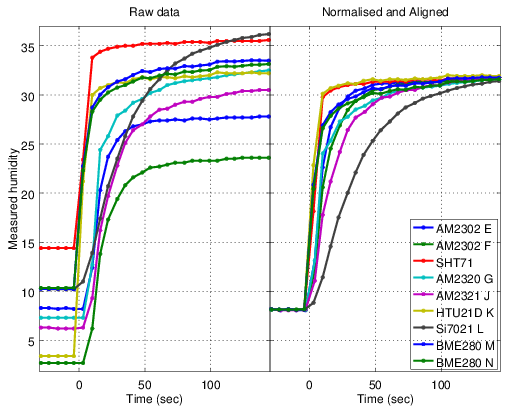 Raw data
Normalised and Aligned
Measured humidity
35
30
25
20
15
10
5
0
50
100
Time (sec)
0
50
100
Time (sec)
AM2302 E
AM2302 F
SHT71
AM2320 G
AM2321 J
HTU21D K
Si7021 L
BME280 M
BME280 N